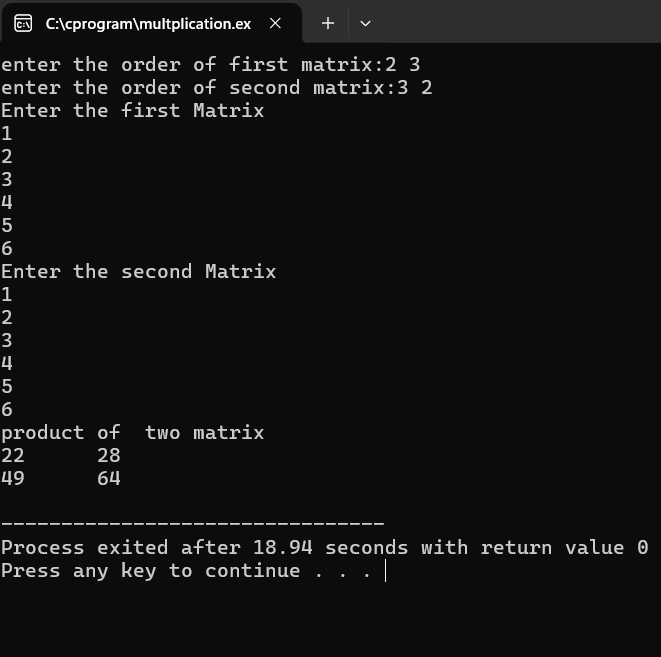 C:\cprogram\multplication.ex
enter the order of first matrix:2 3
enter the order of second matrix:3 2
Enter the first Matrix
1
2
3
4
5
6
Enter the second Matrix
1
2
3
4
5
6
product of  two matrix
22      28
49      64
--------------------------------
Process exited after 18.94 seconds with return value 0
Press any key to continue . . .